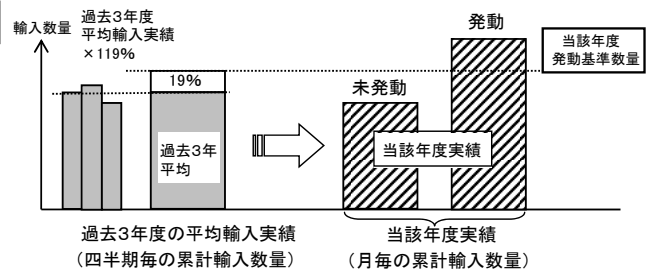 輸入数量
過去3年度
平均輸入実績
×119%
19%
過去3年
平均
未発動
発動
当該年度
発動基準数量
当該年度実績
過去3年度の平均輸入実績
(四半期毎の累計輸入数量)
当該年度実績
(月毎の累計輸入数量)